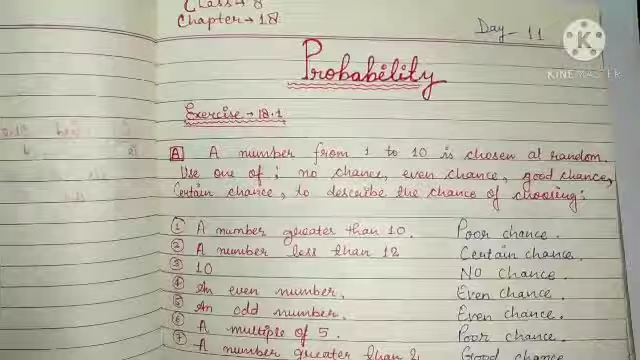 Class → 8
Chapter → 18
Day - 11
KINEMASTER
Probability
Exercise → 18.1
A A number from 1 to 10 is chosen at random.
Use one of : no chance, even chance, good chance,
Certain chance, to describe the chance of choosing:
① A number greater than 10. Poor chance.
② A number less than 12 Certain chance.
③ 10 No chance.
④ An even number. Even chance.
⑤ An odd number. Even chance.
⑥ A multiple of 5. Poor chance.
⑦ A number greater than 2 Good chance